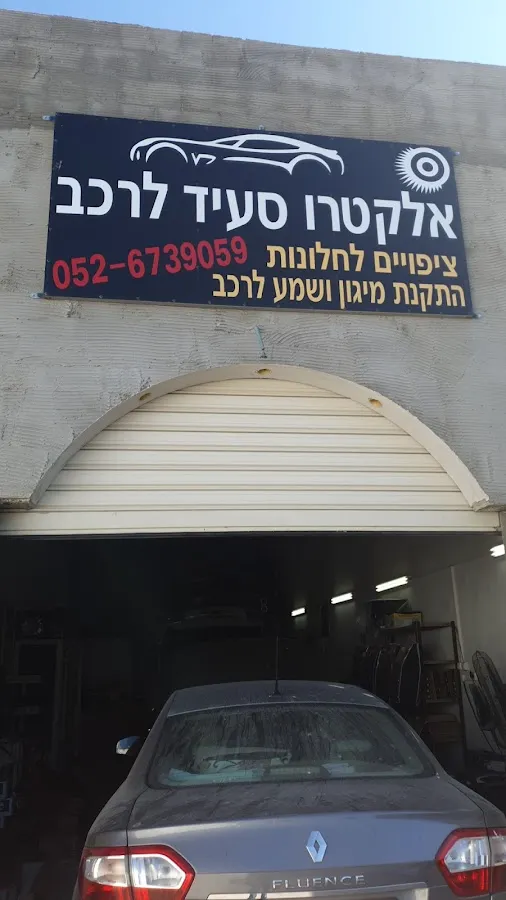 אלקטרו סעיד לרכב
ציפויים לחלונות 052-6739059
התקנת מיגון ושמע לרכב
FLUENCE